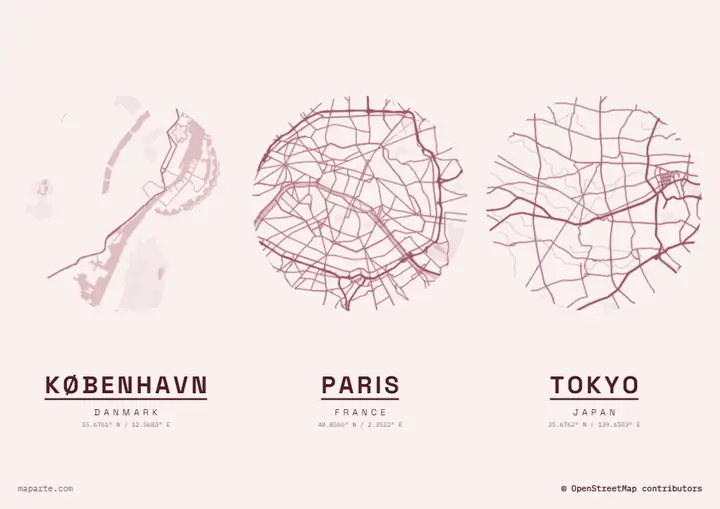 KØBENHAVN
DANMARK
55.6761° N / 12.5683° E
PARIS
FRANCE
48.8566° N / 2.3522° E
TOKYO
JAPAN
35.6762° N / 139.6503° E
maparte.com
© OpenStreetMap contributors